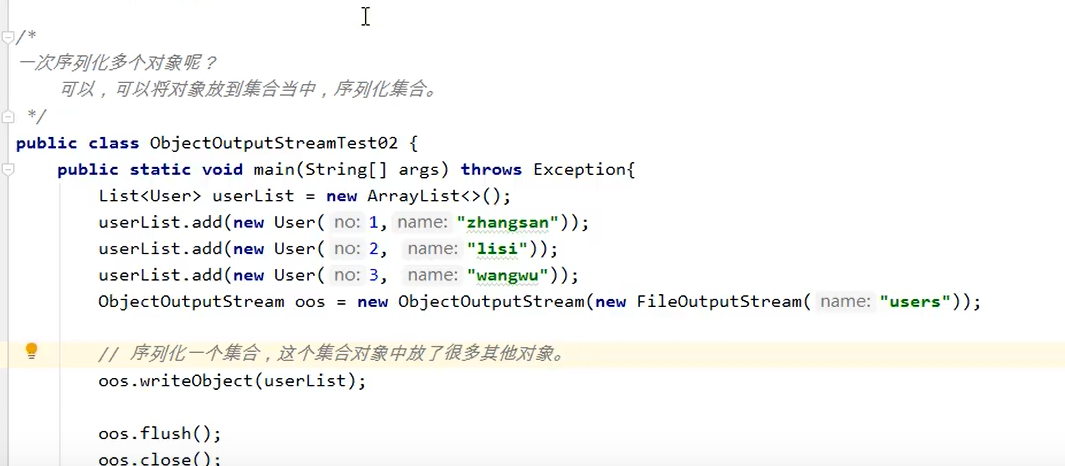 /*
一次序列化多个对象呢？
可以，可以将对象放到集合当中，序列化集合。
*/
public class ObjectOutputStreamTest02 {
public static void main(String[] args) throws Exception{
List<User> userList = new ArrayList<>();
userList.add(new User( no: 1, name: "zhangsan"));
userList.add(new User( no: 2, name: "lisi"));
userList.add(new User( no: 3, name: "wangwu"));
ObjectOutputStream oos = new ObjectOutputStream(new FileOutputStream( name: "users"));
// 序列化一个集合，这个集合对象中放了很多其他对象。
oos.writeObject(userList);
oos.flush();
oos.close();